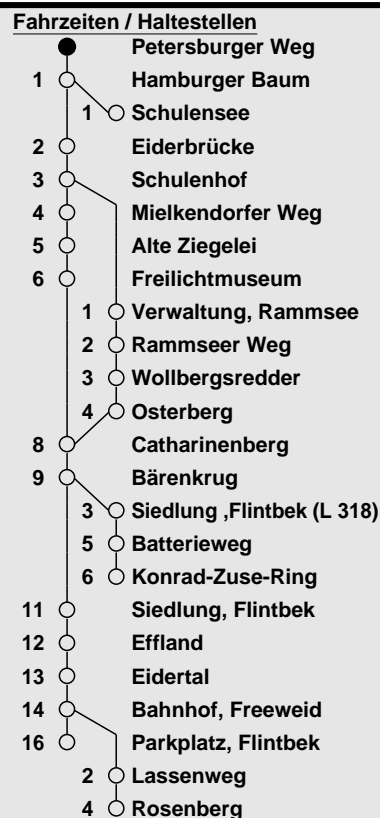 Fahrzeiten / Haltestellen
Petersburger Weg
1 Hamburger Baum
1 Schulensee
2 Eiderbrücke
3 Schulenhof
4 Mielkendorfer Weg
5 Alte Ziegelei
6 Freilichtmuseum
1 Verwaltung, Rammsee
2 Rammseer Weg
3 Wollbergsredder
4 Osterberg
8 Catharinenberg
9 Bärenkrug
3 Siedlung ,Flintbek (L 318)
5 Batterieweg
6 Konrad-Zuse-Ring
11 Siedlung, Flintbek
12 Effland
13 Eidertal
14 Bahnhof, Freeweid
16 Parkplatz, Flintbek
2 Lassenweg
4 Rosenberg